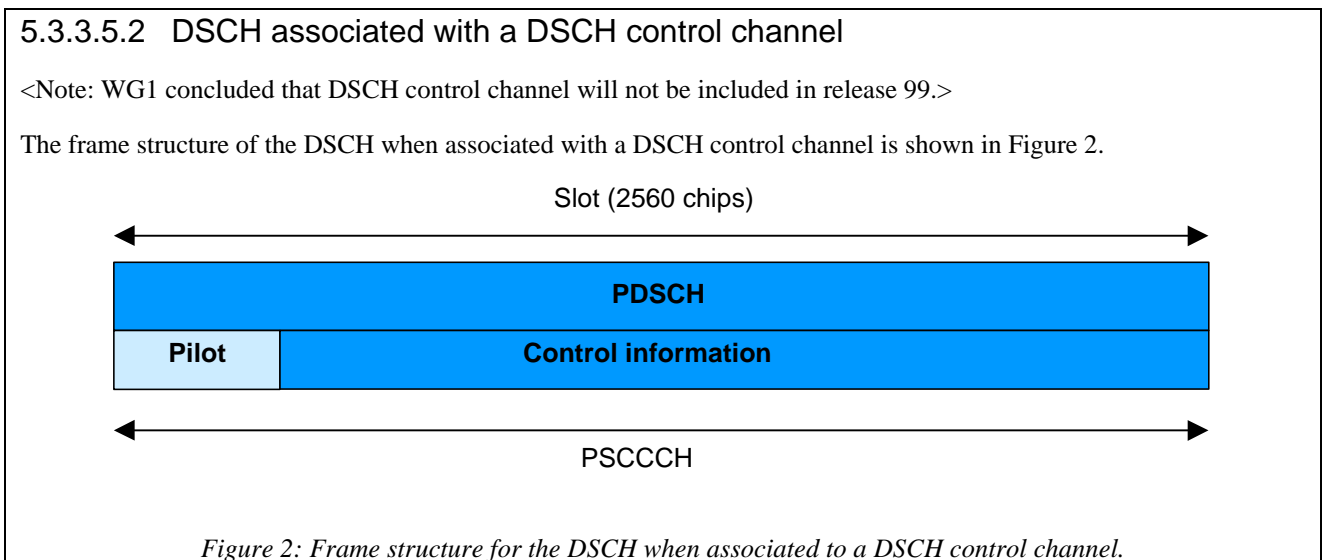 5.3.3.5.2 DSCH associated with a DSCH control channel
<Note: WG1 concluded that DSCH control channel will not be included in release 99.>
The frame structure of the DSCH when associated with a DSCH control channel is shown in Figure 2.
Slot (2560 chips)
PDSCH
Pilot Control information
PSCCCH
Figure 2: Frame structure for the DSCH when associated to a DSCH control channel.